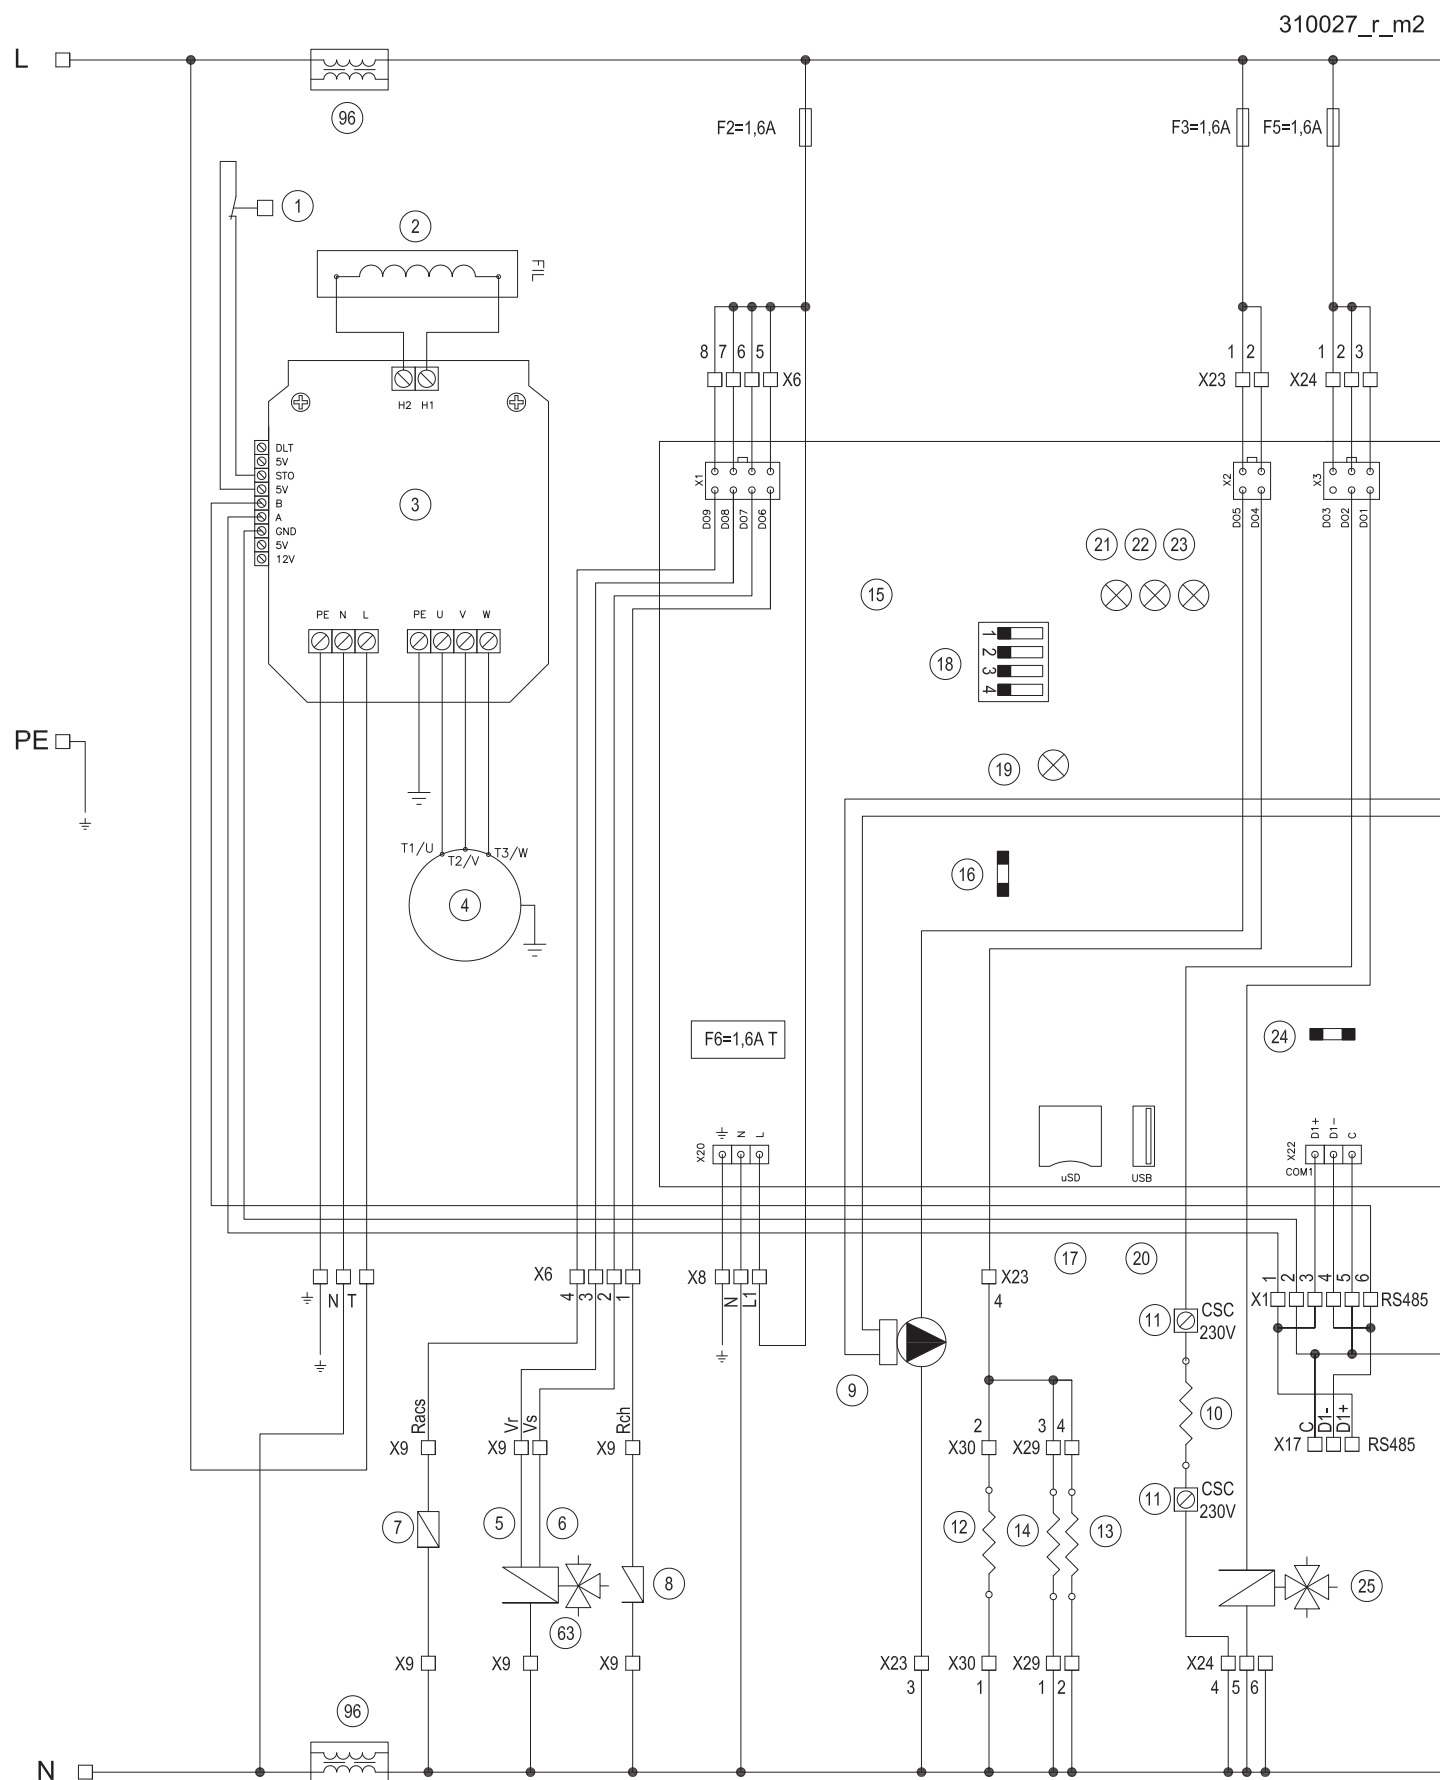 310027_r_m2
L
96
F2=1,6A
F3=1,6A
F5=1,6A
1
2
FIL
8 7 6 5
X6
1 2
X23
1 2 3
X24
H2 H1
DLT
5V
STO
5V
B
A
GND
5V
12V
3
X1
DO9 DO8 DO7 DO6
X2
DO5 DO4
X3
DO3 DO2 DO1
21 22 23
15
PE N L
PE U V W
18
1
2
3
4
PE
19
T1/U
T2/V
T3/W
4
16
F6=1,6A T
24
X20
N L
uSD
USB
X22
D1+ D1- C
COM1
17
20
N T
X6
4 3 2 1
X8
N L1
X23
4
1 2 3 4 5 6
X1
RS485
11
CSC
230V
9
10
Racs
Vr
Vs
Rch
X9
X9
X9
2
X30
3 4
X29
C D1- D1+
X17
RS485
11
CSC
230V
7
5
6
12
14
13
8
25
63
X9
X9
X9
X23
3
X30
1
X29
1 2
X24
4 5 6
96
N